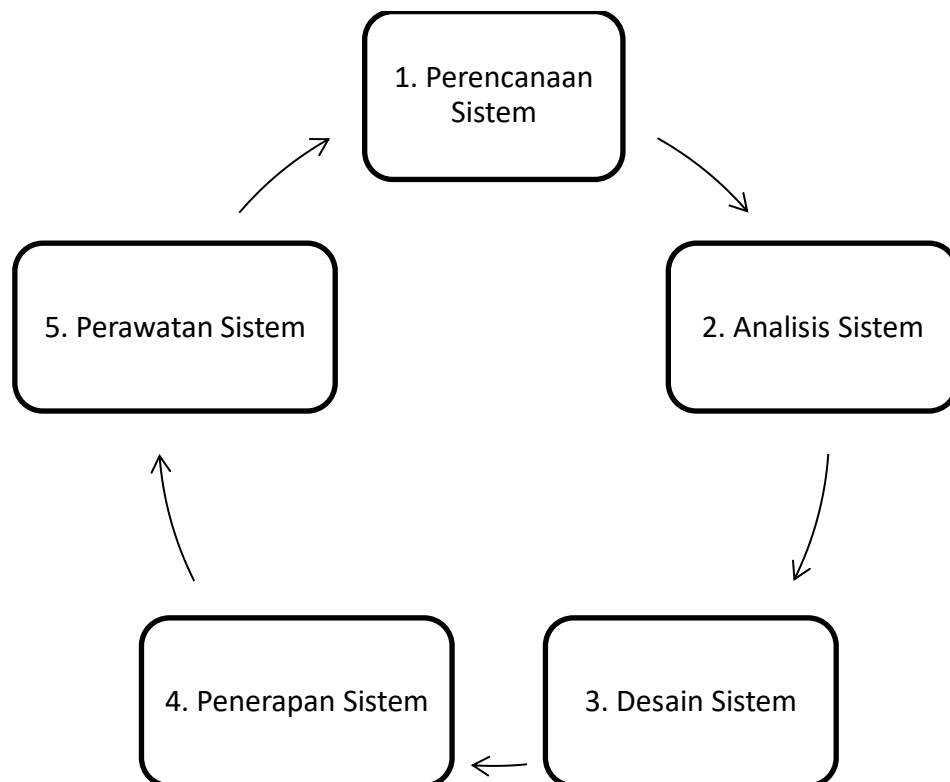 1. Perencanaan
Sistem
2. Analisis Sistem
3. Desain Sistem
4. Penerapan Sistem
5. Perawatan Sistem